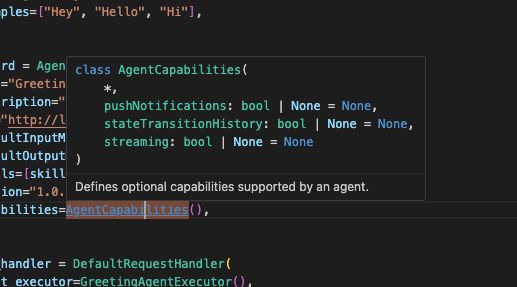 ples=["Hey", "Hello", "Hi"],
rd = Ag
="Greetin
ription="
="http://l
ultInputM
ultOutput
ls=[skill
ion="1.0.
bilities=AgentCapabilities(),
class AgentCapabilities(
*,
pushNotifications: bool | None = None,
stateTransitionHistory: bool | None = None,
streaming: bool | None = None
)
Defines optional capabilities supported by an agent.
handler = DefaultRequestHandler(
t_executor=GreetingAgentExecutor(),